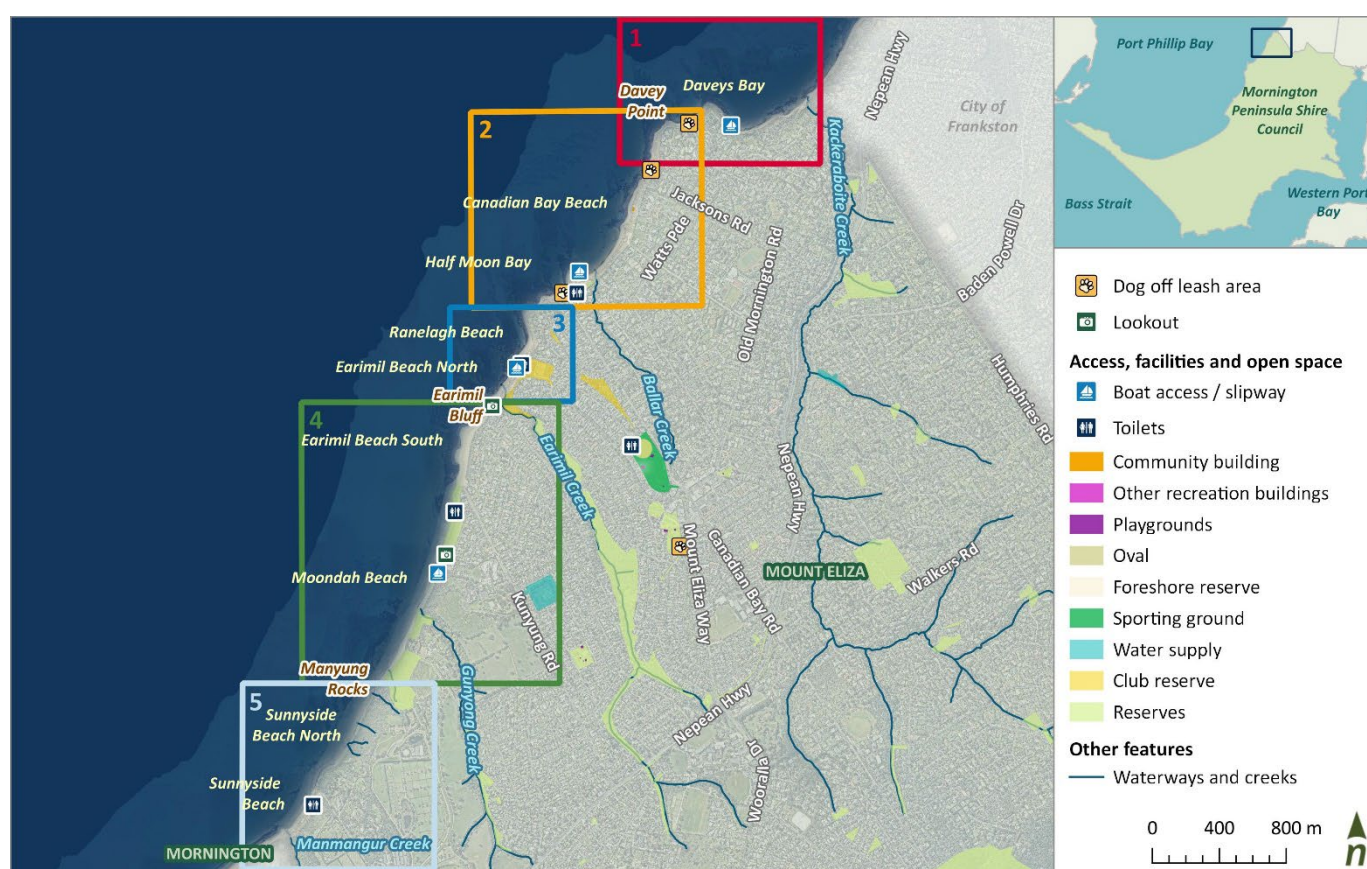 1
Daveys Bay
Davey
Point
Nepean Hwy
City of
Frankston
2
Kackeraboite Creek
Canadian Bay Beach
Jacksons Rd
Watts Pde
Half Moon Bay
Old Mornington Rd
Baden Powell Dr
3
Ranelagh Beach
Earimil Beach North
Earimil
Bluff
Humphries Rd
4
Earimil Beach South
Ballar Creek
Earimil Creek
Nepean Hwy
Mount Eliza Way
Canadian Bay Rd
MOUNT ELIZA
Walkers Rd
Moondah Beach
Kunyung Rd
Manyung
Rocks
Gunyong Creek
5
Sunnyside
Beach North
Nepean Hwy
Wooralla Dr
Sunnyside
Beach
Manmangur Creek
MORNINGTON
Port Phillip Bay
Mornington
Peninsula Shire
Council
Bass Strait
Western Port
Bay
Dog off leash area
Lookout
Access, facilities and open space
Boat access / slipway
Toilets
Community building
Other recreation buildings
Playgrounds
Oval
Foreshore reserve
Sporting ground
Water supply
Club reserve
Reserves
Other features
Waterways and creeks
0 400 800 m
n